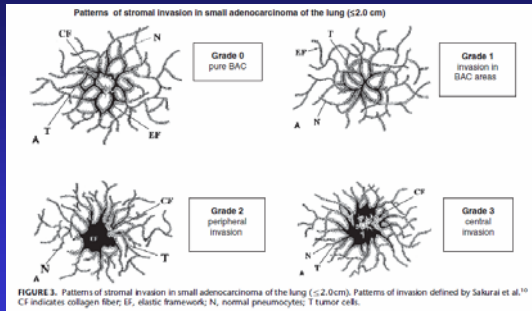 Patterns of stromal invasion in small adenocarcinoma of the lung (≤2.0 cm)
CF
N
T
EF
A
Grade 0
pure BAC
T
EF
A
N
Grade 1
invasion in
BAC areas
CF
EF
T
N
A
Grade 2
peripheral
invasion
CF
N
T
A
Grade 3
central
invasion
FIGURE 3. Patterns of stromal invasion in small adenocarcinoma of the lung (≤2.0cm). Patterns of invasion defined by Sakurai et al.¹⁰
CF indicates collagen fiber; EF, elastic framework; N, normal pneumocytes; T tumor cells.